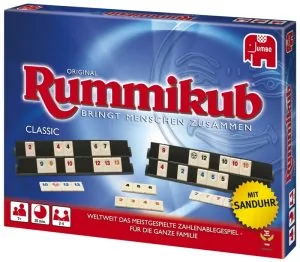 Jumbo
ORIGINAL
Rummikub
BRINGT MENSCHEN ZUSAMMEN
CLASSIC
MIT
SANDUHR
WELTWEIT DAS MEISTGESPIELTE ZAHLENABLEGESPIEL -
FÜR DIE GANZE FAMILIE